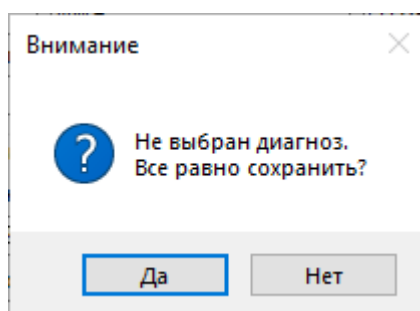 Внимание
Не выбран диагноз.
Все равно сохранить?
Да
Нет